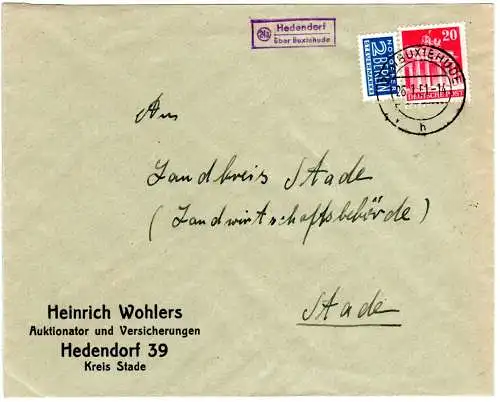 Hedendorf
über Buxtehude
NOTOPFER
2 BERLIN
STEUERMARKE
20
DEUTSCHE POST
BUXTEHUDE
h
An
Landkreis Stade
(Landwirtschaftsbehörde)
Stade
Heinrich Wohlers
Auktionator und Versicherungen
Hedendorf 39
Kreis Stade